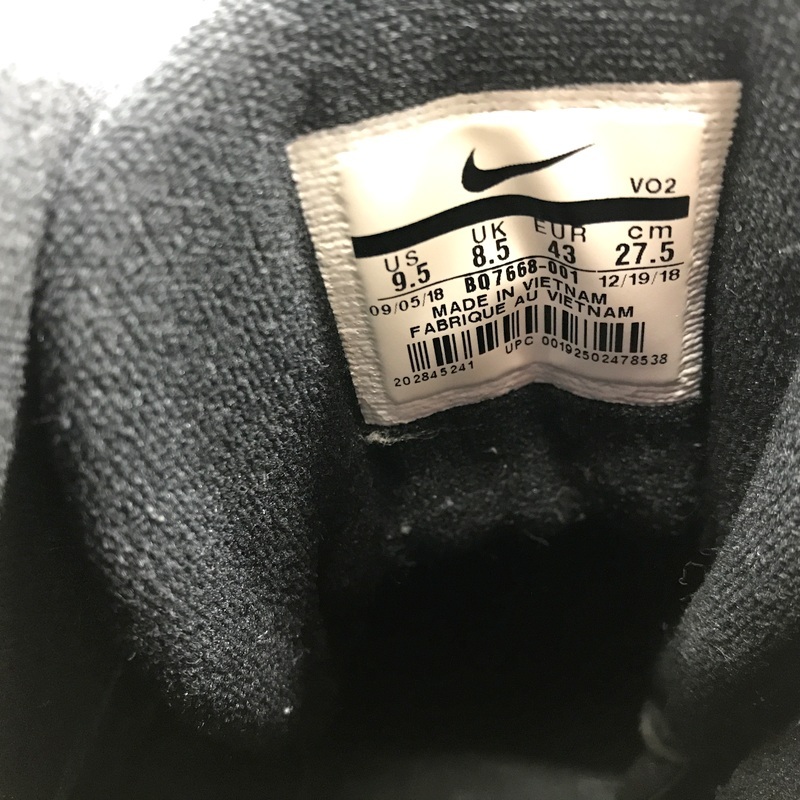 VO2
US UK EUR cm
9.5 8.5 43 27.5
09/05/18 BQ7668-001 12/19/18
MADE IN VIETNAM
FABRIQUE AU VIETNAM
202845241 UPC 00192502478538